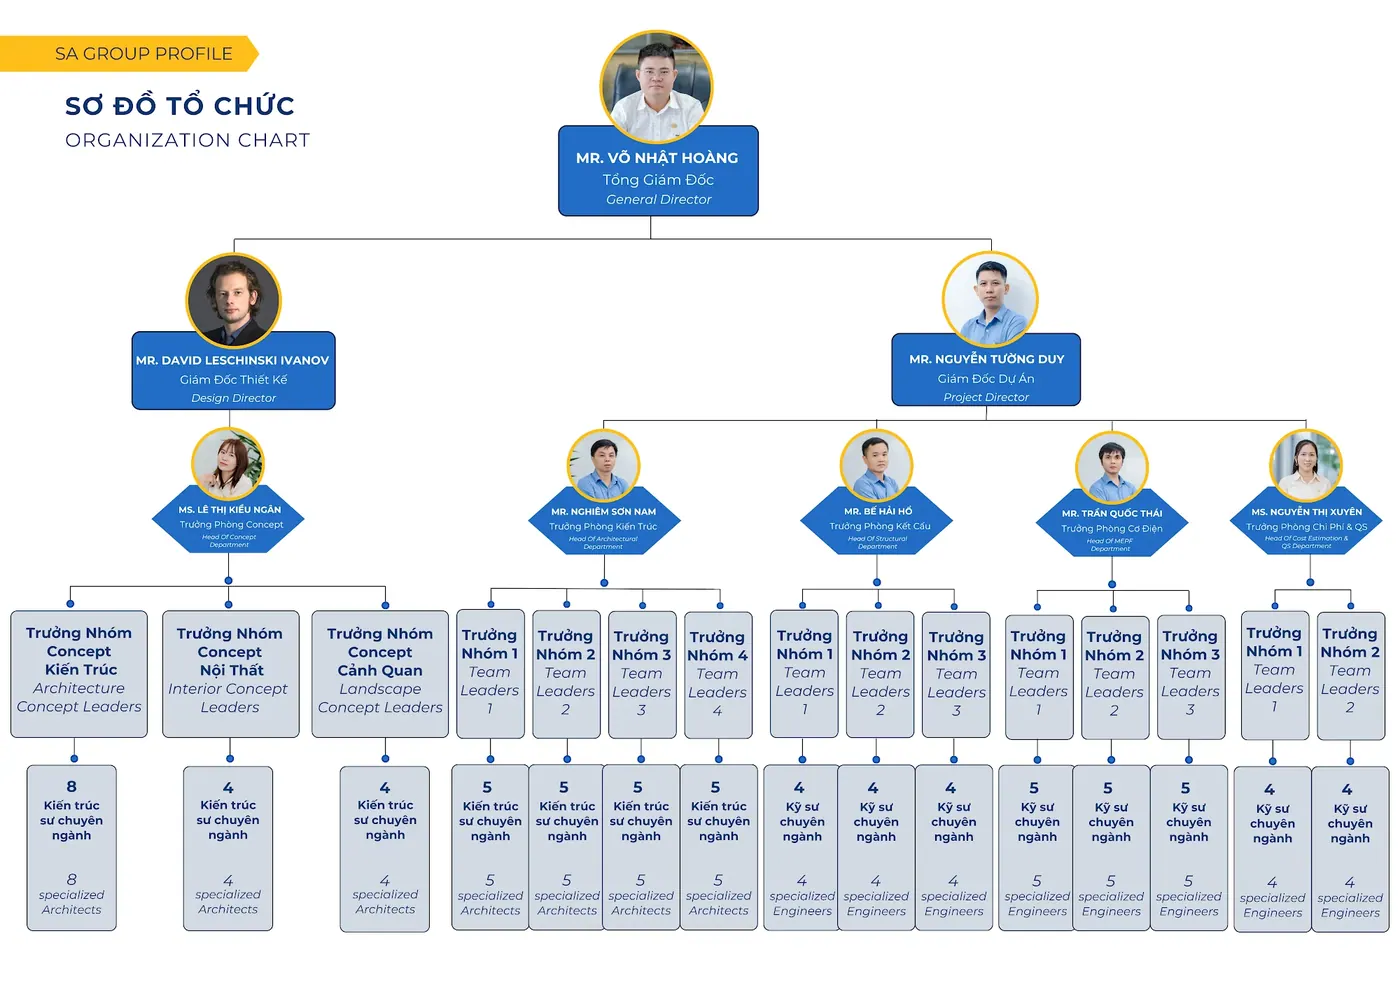 SA GROUP PROFILE
SƠ ĐỒ TỔ CHỨC
ORGANIZATION CHART
MR. VÕ NHẬT HOÀNG
Tổng Giám Đốc
General Director
MR. DAVID LESCHINSKI IVANOV
Giám Đốc Thiết Kế
Design Director
MR. NGUYỄN TƯỜNG DUY
Giám Đốc Dự Án
Project Director
MS. LÊ THỊ KIỀU NGÂN
Trưởng Phòng Concept
Head Of Concept
Department
MR. NGHIÊM SƠN NAM
Trưởng Phòng Kiến Trúc
Head Of Architectural
Department
MR. BẾ HẢI HỒ
Trưởng Phòng Kết Cấu
Head Of Structural
Department
MR. TRẦN QUỐC THÁI
Trưởng Phòng Cơ Điện
Head Of MEPF
Department
MS. NGUYỄN THỊ XUYÊN
Trưởng Phòng Chi Phí & QS
Head Of Cost Estimation &
QS Department
Trưởng Nhóm
Concept
Kiến Trúc
Architecture
Concept Leaders
Trưởng Nhóm
Concept
Nội Thất
Interior Concept
Leaders
Trưởng Nhóm
Concept
Cảnh Quan
Landscape
Concept Leaders
Trưởng
Nhóm 1
Team
Leaders
1
Trưởng
Nhóm 2
Team
Leaders
2
Trưởng
Nhóm 3
Team
Leaders
3
Trưởng
Nhóm 4
Team
Leaders
4
Trưởng
Nhóm 1
Team
Leaders
1
Trưởng
Nhóm 2
Team
Leaders
2
Trưởng
Nhóm 3
Team
Leaders
3
Trưởng
Nhóm 1
Team
Leaders
1
Trưởng
Nhóm 2
Team
Leaders
2
Trưởng
Nhóm 3
Team
Leaders
3
Trưởng
Nhóm 1
Team
Leaders
1
Trưởng
Nhóm 2
Team
Leaders
2
8
Kiến trúc
sư chuyên
ngành
8
specialized
Architects
4
Kiến trúc
sư chuyên
ngành
4
specialized
Architects
4
Kiến trúc
sư chuyên
ngành
4
specialized
Architects
5
Kiến trúc
sư chuyên
ngành
5
specialized
Architects
5
Kiến trúc
sư chuyên
ngành
5
specialized
Architects
5
Kiến trúc
sư chuyên
ngành
5
specialized
Architects
5
Kiến trúc
sư chuyên
ngành
5
specialized
Architects
4
Kỹ sư
chuyên
ngành
4
specialized
Engineers
4
Kỹ sư
chuyên
ngành
4
specialized
Engineers
4
Kỹ sư
chuyên
ngành
4
specialized
Engineers
5
Kỹ sư
chuyên
ngành
5
specialized
Engineers
5
Kỹ sư
chuyên
ngành
5
specialized
Engineers
5
Kỹ sư
chuyên
ngành
5
specialized
Engineers
4
Kỹ sư
chuyên
ngành
4
specialized
Engineers
4
Kỹ sư
chuyên
ngành
4
specialized
Engineers